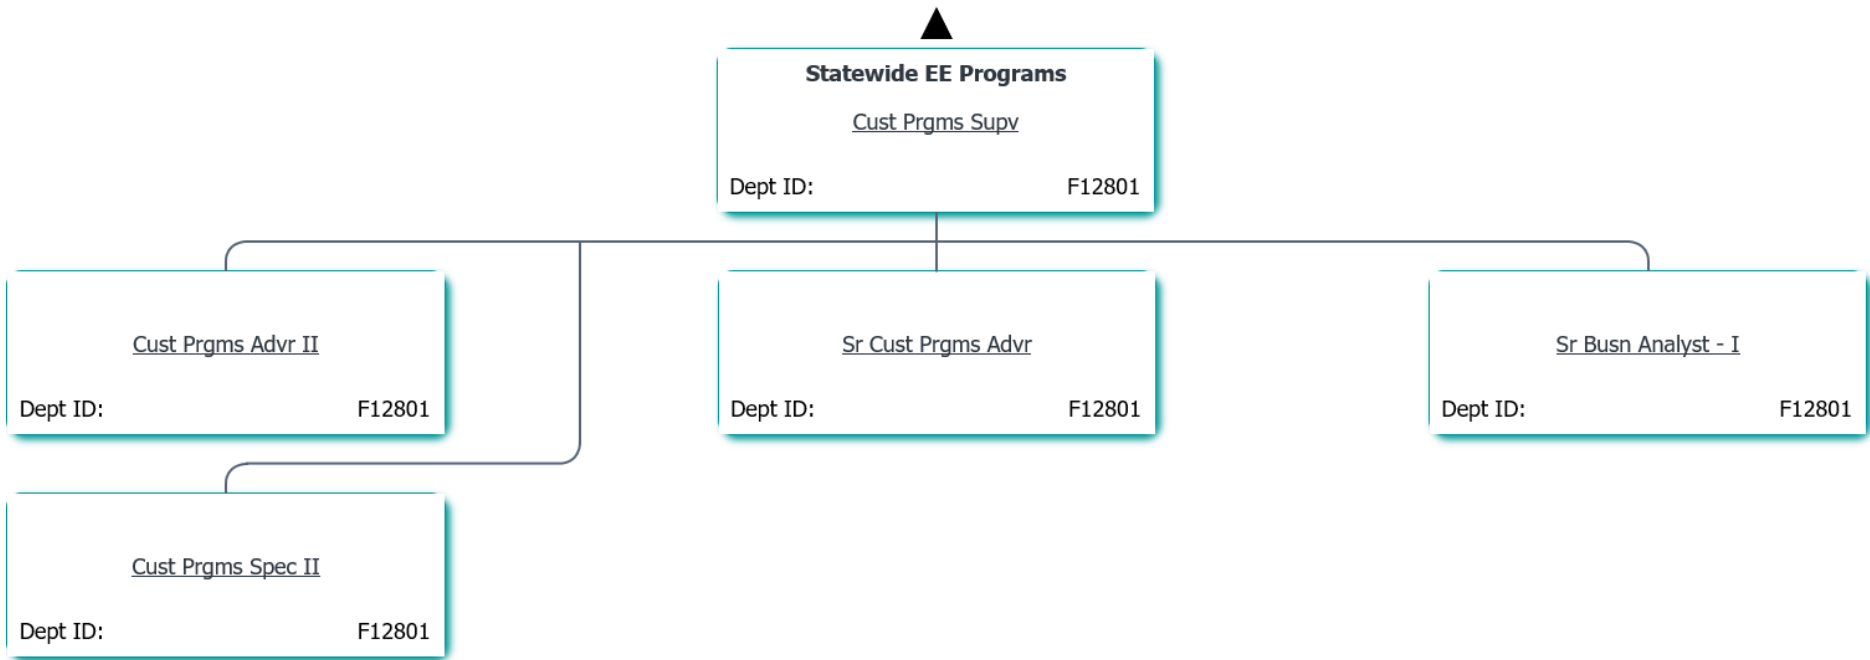 Statewide EE Programs
Cust Prgms Supv
Dept ID: F12801
Cust Prgms Advr II
Dept ID: F12801
Sr Cust Prgms Advr
Dept ID: F12801
Sr Busn Analyst - I
Dept ID: F12801
Cust Prgms Spec II
Dept ID: F12801